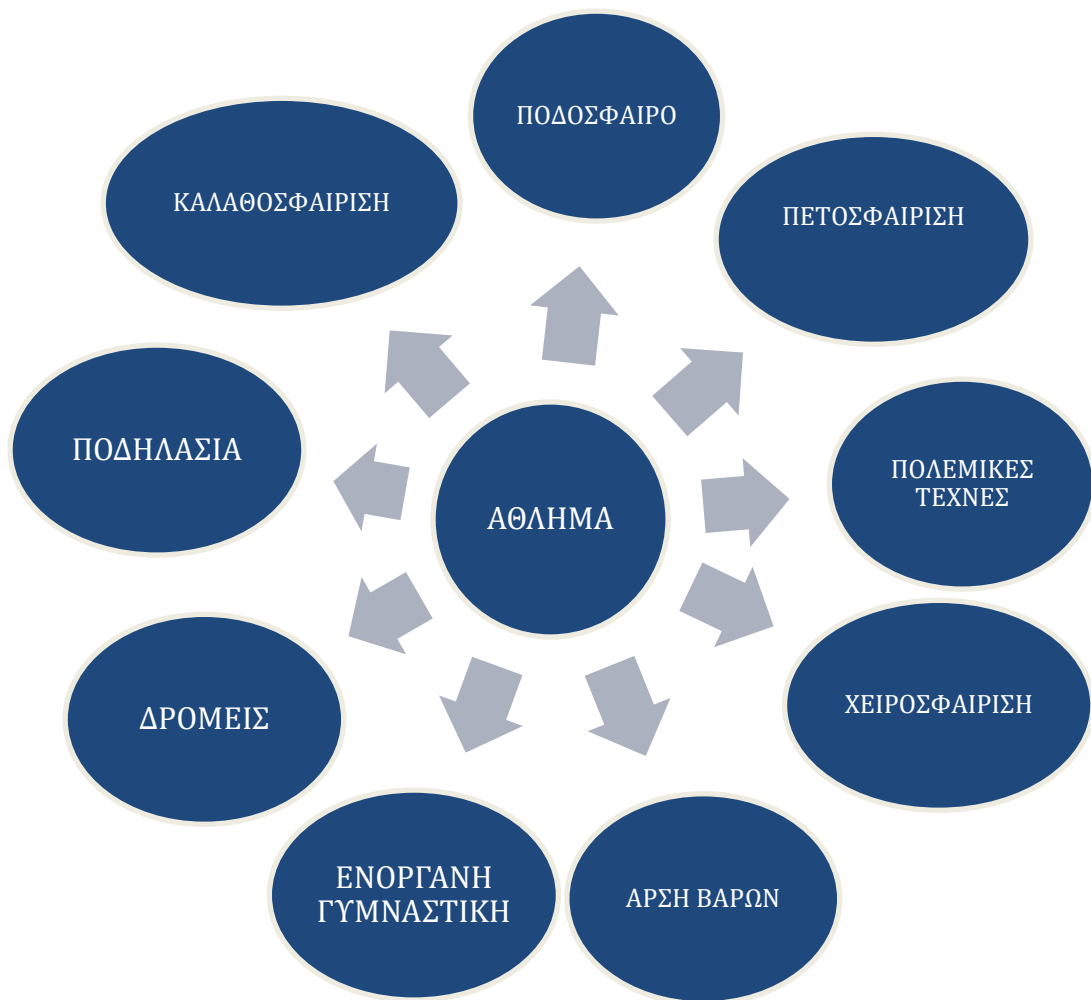 ΠΟΔΟΣΦΑΙΡΟ
ΚΑΛΑΘΟΣΦΑΙΡΙΣΗ
ΠΕΤΟΣΦΑΙΡΙΣΗ
ΠΟΔΗΛΑΣΙΑ
ΠΟΛΕΜΙΚΕΣ
ΤΕΧΝΕΣ
ΑΘΛΗΜΑ
ΔΡΟΜΕΙΣ
ΧΕΙΡΟΣΦΑΙΡΙΣΗ
ΕΝΟΡΓΑΝΗ
ΓΥΜΝΑΣΤΙΚΗ
ΑΡΣΗ ΒΑΡΩΝ